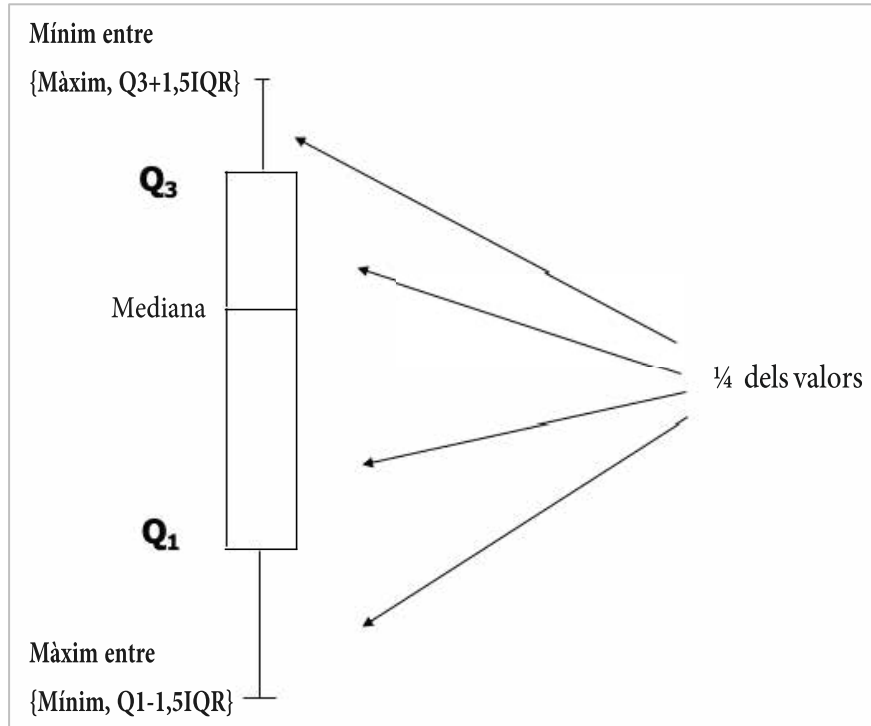 Mínim entre
{Màxim, Q3+1,5IQR}
Q₃
Mediana
¼ dels valors
Q₁
Màxim entre
{Mínim, Q1-1,5IQR}